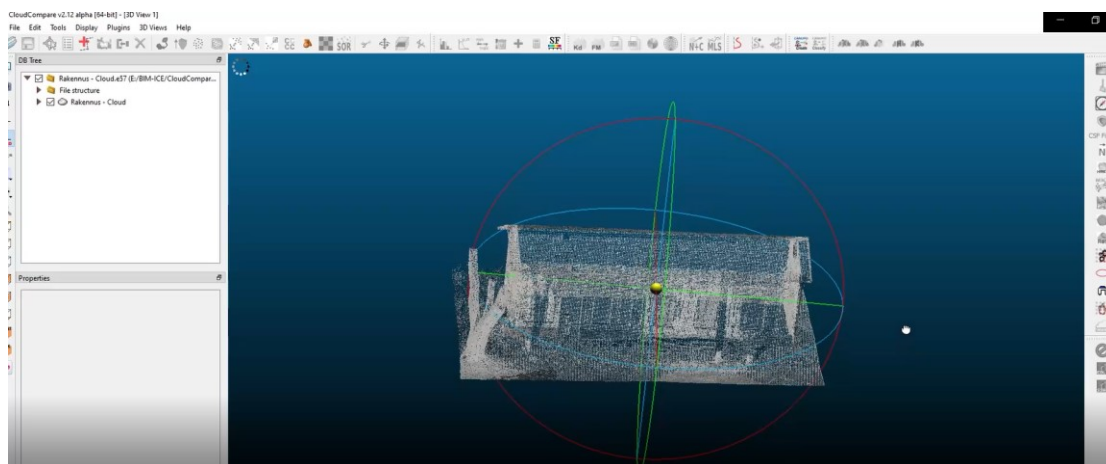 CloudCompare v2.12 alpha [64-bit] - [3D View 1]
File Edit Tools Display Plugins 3D Views Help
SOR
SF
Kd
PM
N+C
MLS
DB Tree
Rakennus - Cloud.e57 (E:/BIM-ICE/CloudCompar...
File structure
Rakennus - Cloud
Properties
N